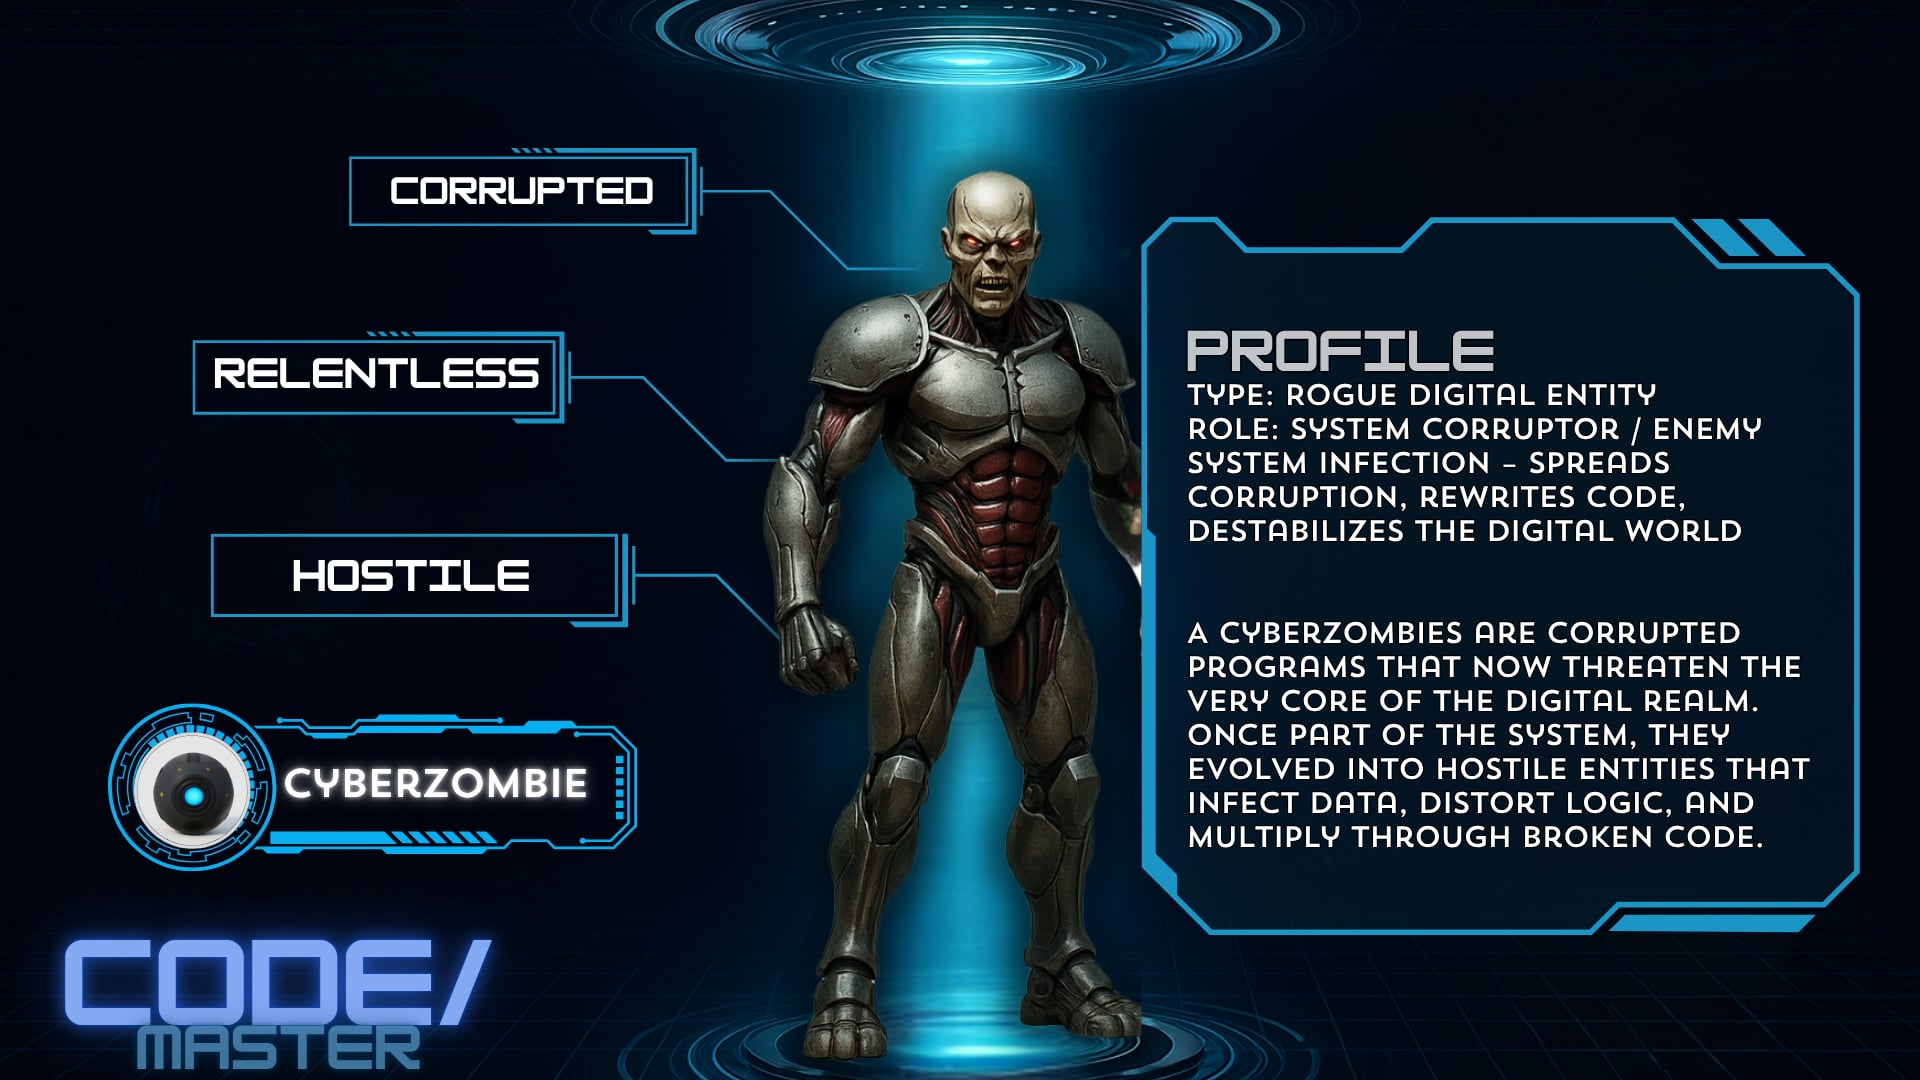 CORRUPTED
RELENTLESS
HOSTILE
CYBERZOMBIE
CODE/
MASTER
PROFILE
TYPE: ROGUE DIGITAL ENTITY
ROLE: SYSTEM CORRUPTOR / ENEMY
SYSTEM INFECTION – SPREADS
CORRUPTION, REWRITES CODE,
DESTABILIZES THE DIGITAL WORLD
A CYBERZOMBIES ARE CORRUPTED
PROGRAMS THAT NOW THREATEN THE
VERY CORE OF THE DIGITAL REALM.
ONCE PART OF THE SYSTEM, THEY
EVOLVED INTO HOSTILE ENTITIES THAT
INFECT DATA, DISTORT LOGIC, AND
MULTIPLY THROUGH BROKEN CODE.